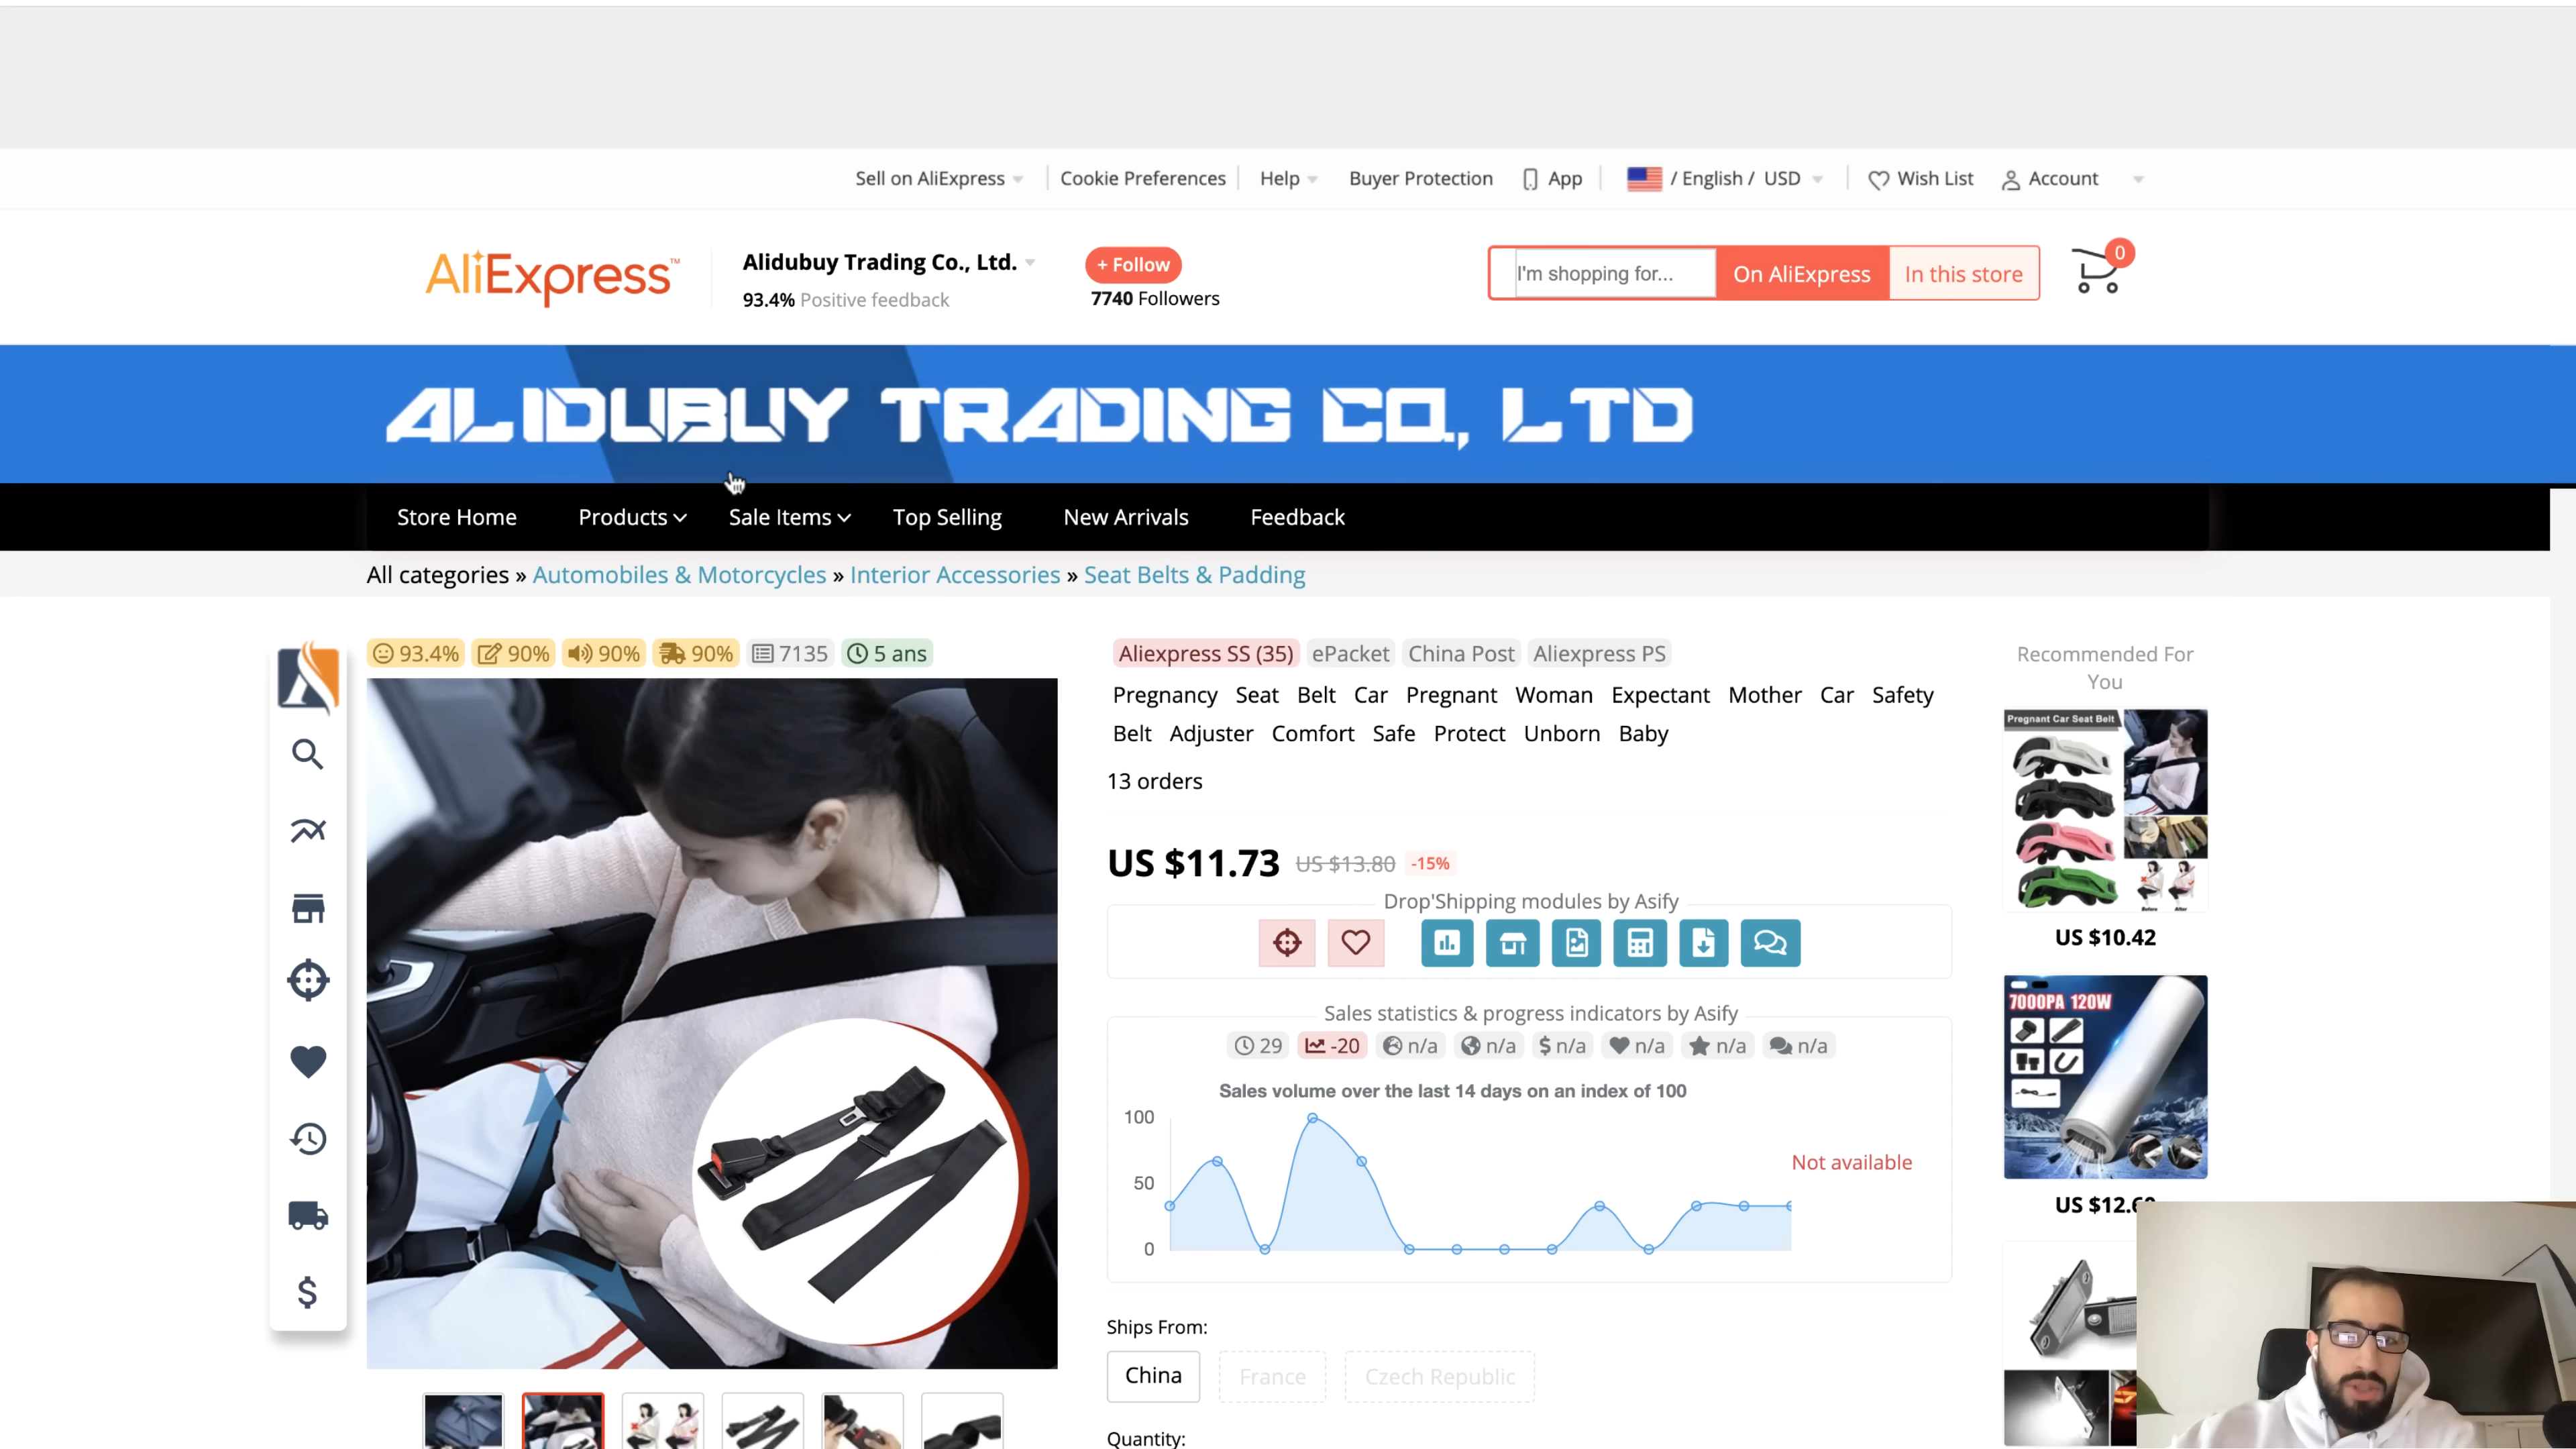 Sell on AliExpress
Cookie Preferences
Help
Buyer Protection
App
/ English / USD
Wish List
Account
AliExpress™
Alidubuy Trading Co., Ltd.
93.4% Positive feedback
+ Follow
7740 Followers
I'm shopping for...
On AliExpress
In this store
0
ALIDUBUY TRADING CO., LTD
Store Home
Products
Sale Items
Top Selling
New Arrivals
Feedback
All categories » Automobiles & Motorcycles » Interior Accessories » Seat Belts & Padding
93.4%
90%
90%
90%
7135
5 ans
Aliexpress SS (35)
ePacket
China Post
Aliexpress PS
Pregnancy Seat Belt Car Pregnant Woman Expectant Mother Car Safety
Belt Adjuster Comfort Safe Protect Unborn Baby
13 orders
US $11.73 US $13.80 -15%
Drop'Shipping modules by Asify
Sales statistics & progress indicators by Asify
29
-20
n/a
n/a
$ n/a
n/a
n/a
n/a
Sales volume over the last 14 days on an index of 100
100
50
0
Not available
Ships From:
China
France
Czech Republic
Quantity:
Recommended For
You
Pregnant Car Seat Belt
Before
After
US $10.42
7000PA 120W